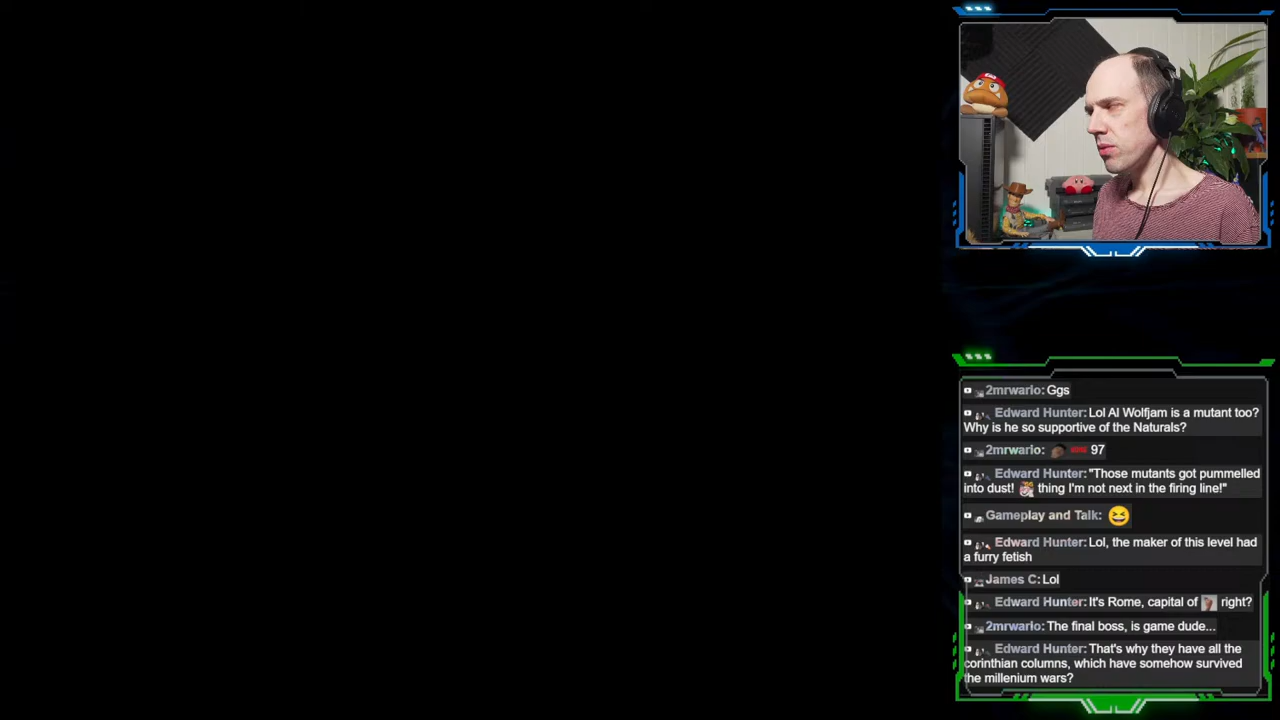 2mrwario: Ggs
Edward Hunter: Lol Al Wolfjam is a mutant too?
Why is he so supportive of the Naturals?
2mrwario: 97
Edward Hunter: "Those mutants got pummelled
into dust! thing I'm not next in the firing line!"
Gameplay and Talk: 😆
Edward Hunter: Lol, the maker of this level had
a furry fetish
James C: Lol
Edward Hunter: It's Rome, capital of right?
2mrwario: The final boss, is game dude...
Edward Hunter: That's why they have all the
corinthian columns, which have somehow survived
the millenium wars?